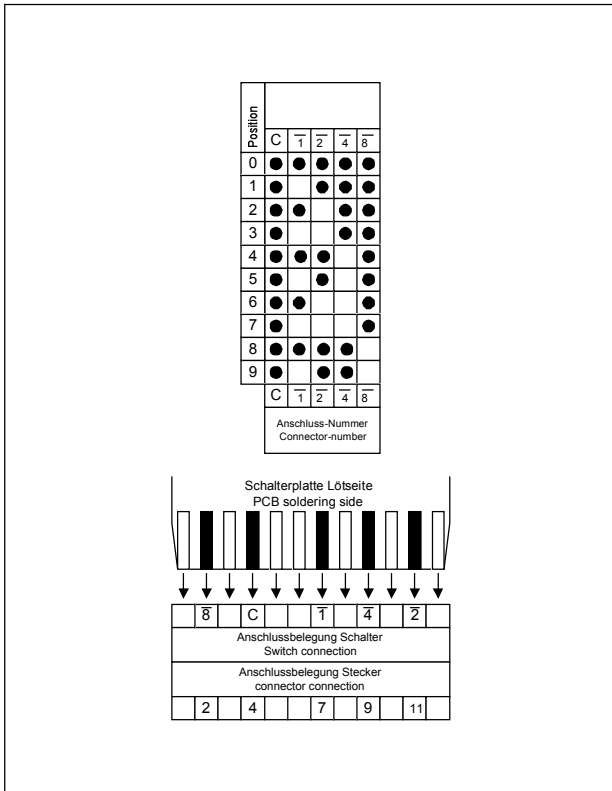 Position
C 1̅ 2̅ 4̅ 8̅
0
1
2
3
4
5
6
7
8
9
C 1̅ 2̅ 4̅ 8̅
Anschluss-Nummer
Connector-number
Schalterplatte Lötseite
PCB soldering side
8̅ C 1̅ 4̅ 2̅
Anschlussbelegung Schalter
Switch connection
Anschlussbelegung Stecker
connector connection
2 4 7 9 11